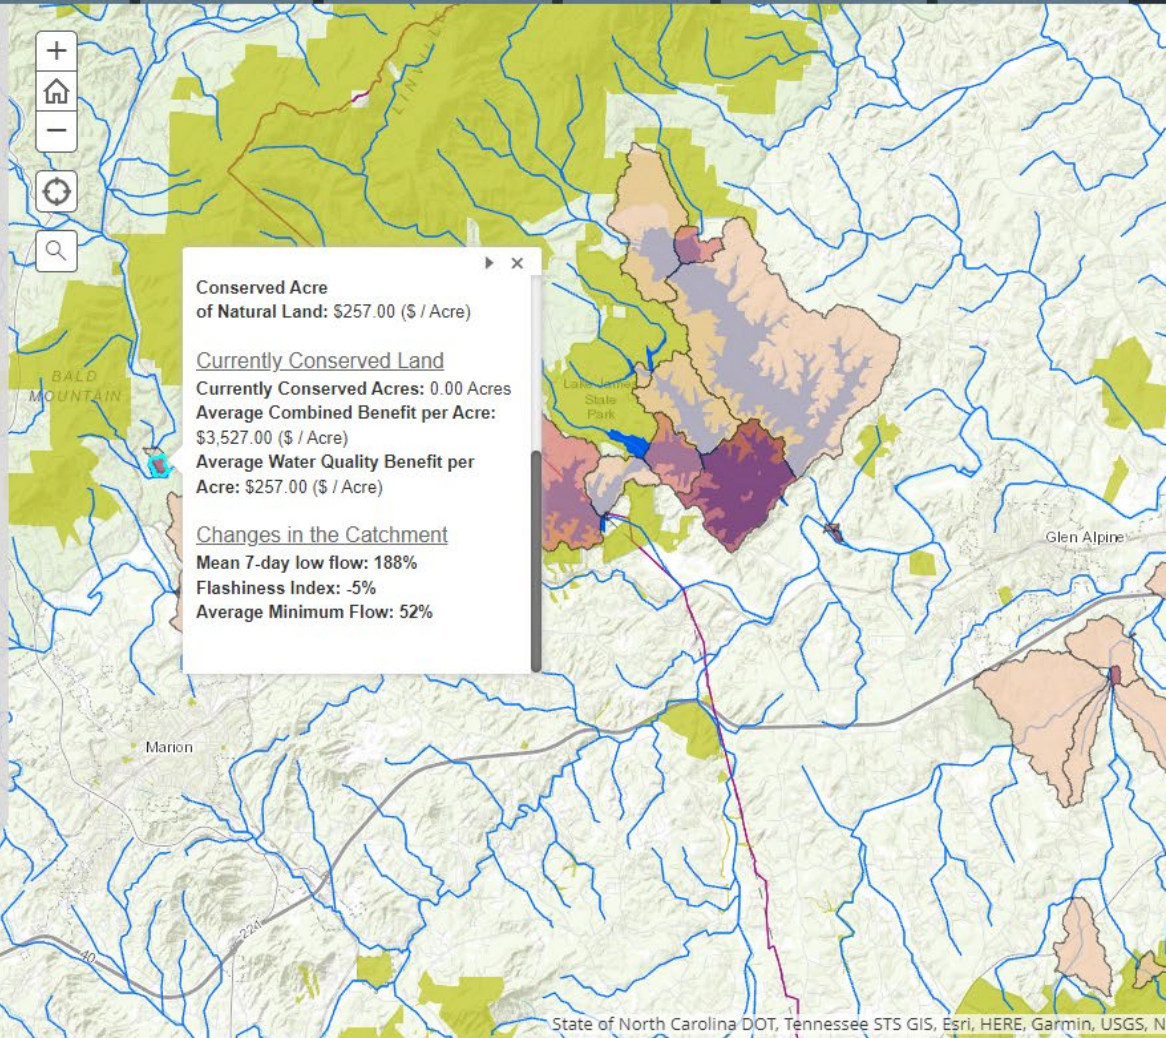 +
−
LINVILL
BALD
MOUNTAIN
Conserved Acre
of Natural Land: $257.00 ($ / Acre)
Currently Conserved Land
Currently Conserved Acres: 0.00 Acres
Average Combined Benefit per Acre:
$3,527.00 ($ / Acre)
Average Water Quality Benefit per
Acre: $257.00 ($ / Acre)
Changes in the Catchment
Mean 7-day low flow: 188%
Flashiness Index: -5%
Average Minimum Flow: 52%
Lake James
State
Park
Glen Alpine
Marion
40
221
State of North Carolina DOT, Tennessee STS GIS, Esri, HERE, Garmin, USGS, N